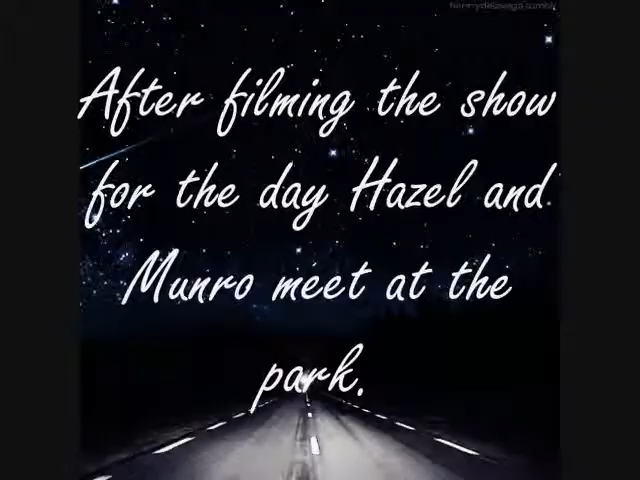 After filming the show
for the day Hazel and
Munro meet at the
park.